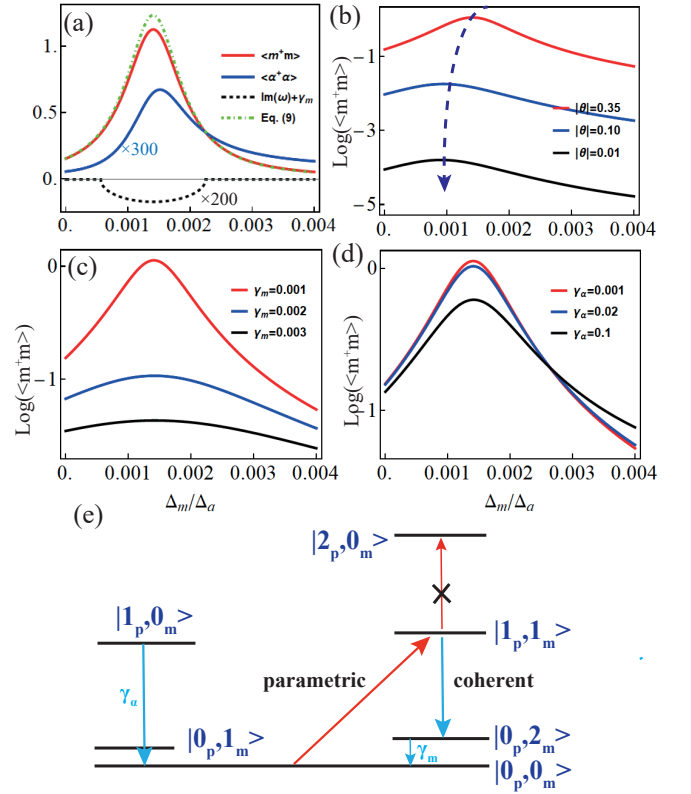 (a)
1.
0.5
0.
<m⁺m>
<α⁺α>
Im(ω)+γₘ
Eq. (9)
×300
×200
0. 0.001 0.002 0.003 0.004
(b)
Log(<m⁺m>)
-1
-3
-5
|θ|=0.35
|θ|=0.10
|θ|=0.01
0. 0.001 0.002 0.003 0.004
(c)
Log(<m⁺m>)
0
-1
γₘ=0.001
γₘ=0.002
γₘ=0.003
0. 0.001 0.002 0.003 0.004
Δₘ/Δₐ
(d)
Log(<m⁺m>)
0
1
γα=0.001
γα=0.02
γα=0.1
0. 0.001 0.002 0.003 0.004
Δₘ/Δₐ
(e)
|2ₚ,0ₘ>
|1ₚ,0ₘ>
|1ₚ,1ₘ>
γα
parametric
coherent
|0ₚ,1ₘ>
|0ₚ,2ₘ>
γₘ
|0ₚ,0ₘ>